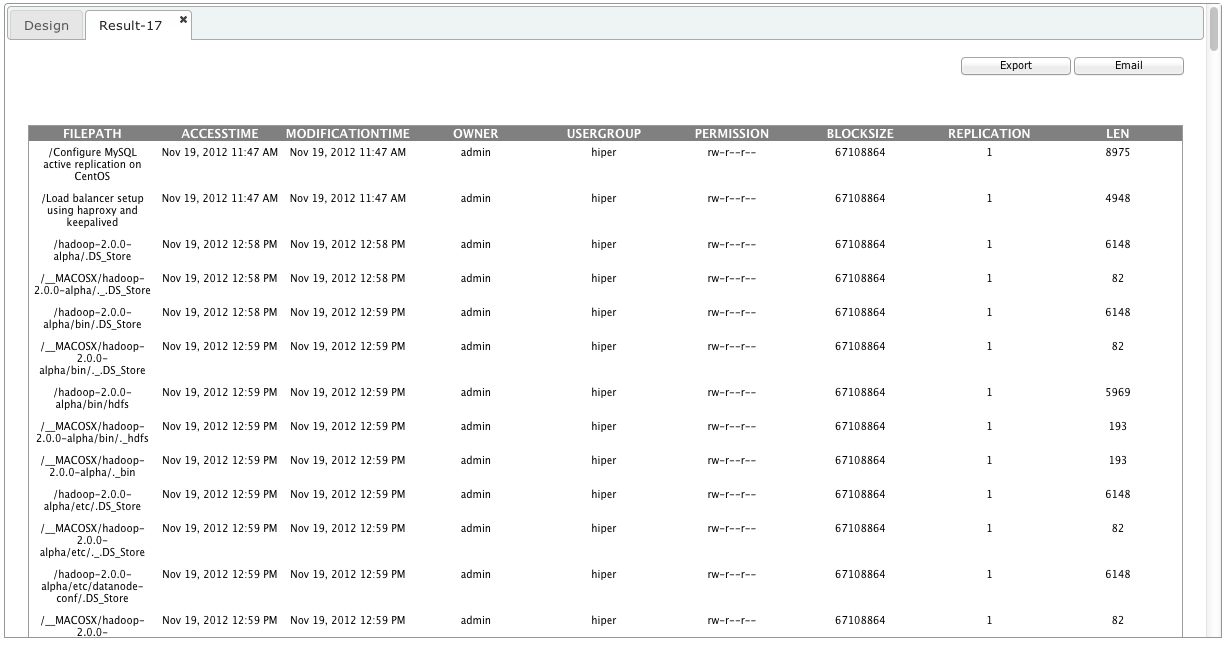 Design
Result-17
Export
Email
FILEPATH ACCESSTIME MODIFICATIONTIME OWNER USERGROUP PERMISSION BLOCKSIZE REPLICATION LEN
/Configure MySQL Nov 19, 2012 11:47 AM Nov 19, 2012 11:47 AM admin hiper rw-r--r-- 67108864 1 8975
active replication on
CentOS
/Load balancer setup Nov 19, 2012 11:47 AM Nov 19, 2012 11:47 AM admin hiper rw-r--r-- 67108864 1 4948
using haproxy and
keepalived
/hadoop-2.0.0- Nov 19, 2012 12:58 PM Nov 19, 2012 12:58 PM admin hiper rw-r--r-- 67108864 1 6148
alpha/.DS_Store
/__MACOSX/hadoop- Nov 19, 2012 12:58 PM Nov 19, 2012 12:58 PM admin hiper rw-r--r-- 67108864 1 82
2.0.0-alpha/._.DS_Store
/hadoop-2.0.0- Nov 19, 2012 12:58 PM Nov 19, 2012 12:59 PM admin hiper rw-r--r-- 67108864 1 6148
alpha/bin/.DS_Store
/__MACOSX/hadoop- Nov 19, 2012 12:59 PM Nov 19, 2012 12:59 PM admin hiper rw-r--r-- 67108864 1 82
2.0.0-
alpha/bin/._.DS_Store
/hadoop-2.0.0- Nov 19, 2012 12:59 PM Nov 19, 2012 12:59 PM admin hiper rw-r--r-- 67108864 1 5969
alpha/bin/hdfs
/__MACOSX/hadoop- Nov 19, 2012 12:59 PM Nov 19, 2012 12:59 PM admin hiper rw-r--r-- 67108864 1 193
2.0.0-alpha/bin/._hdfs
/__MACOSX/hadoop- Nov 19, 2012 12:59 PM Nov 19, 2012 12:59 PM admin hiper rw-r--r-- 67108864 1 193
2.0.0-alpha/._bin
/hadoop-2.0.0- Nov 19, 2012 12:59 PM Nov 19, 2012 12:59 PM admin hiper rw-r--r-- 67108864 1 6148
alpha/etc/.DS_Store
/__MACOSX/hadoop- Nov 19, 2012 12:59 PM Nov 19, 2012 12:59 PM admin hiper rw-r--r-- 67108864 1 82
2.0.0-
alpha/etc/._.DS_Store
/hadoop-2.0.0- Nov 19, 2012 12:59 PM Nov 19, 2012 12:59 PM admin hiper rw-r--r-- 67108864 1 6148
alpha/etc/datanode-
conf/.DS_Store
/__MACOSX/hadoop- Nov 19, 2012 12:59 PM Nov 19, 2012 12:59 PM admin hiper rw-r--r-- 67108864 1 82
2.0.0-